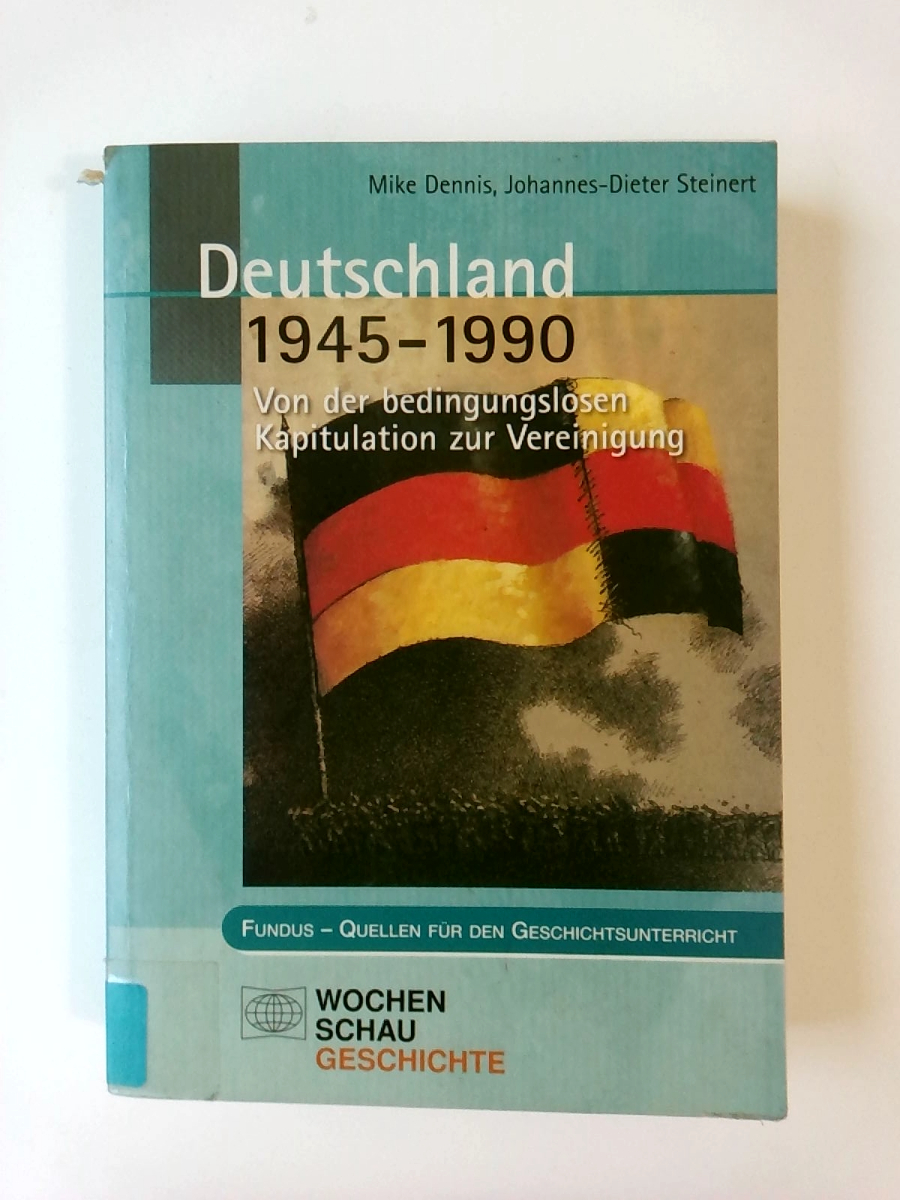 Mike Dennis, Johannes-Dieter Steinert
Deutschland
1945–1990
Von der bedingungslosen
Kapitulation zur Vereinigung
FUNDUS – QUELLEN FÜR DEN GESCHICHTSUNTERRICHT
WOCHEN
SCHAU
GESCHICHTE